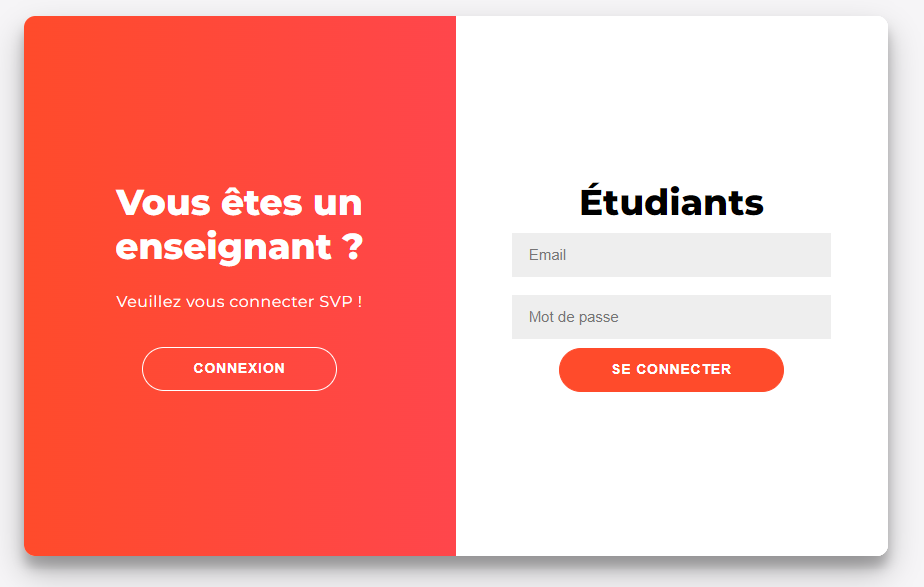 Vous êtes un
enseignant ?
Veuillez vous connecter SVP !
CONNEXION
Étudiants
Email
Mot de passe
SE CONNECTER